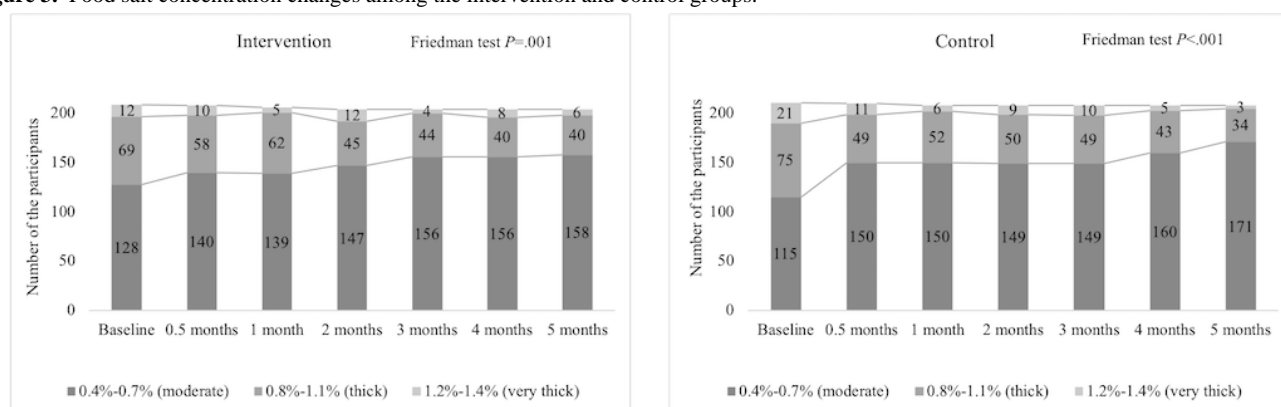 Figure 3. Food salt concentration changes among the intervention and control groups.
Intervention Friedman test P=.001
Number of the participants
200
150
100
50
0
12 10 5 12 4 8 6
69 58 62 45 44 40 40
128 140 139 147 156 156 158
Baseline 0.5 months 1 month 2 months 3 months 4 months 5 months
0.4%-0.7% (moderate) 0.8%-1.1% (thick) 1.2%-1.4% (very thick)
Control Friedman test P<.001
Number of the participants
200
150
100
50
0
21 11 6 9 10 5 3
75 49 52 50 49 43 34
115 150 150 149 149 160 171
Baseline 0.5 months 1 month 2 months 3 months 4 months 5 months
0.4%-0.7% (moderate) 0.8%-1.1% (thick) 1.2%-1.4% (very thick)